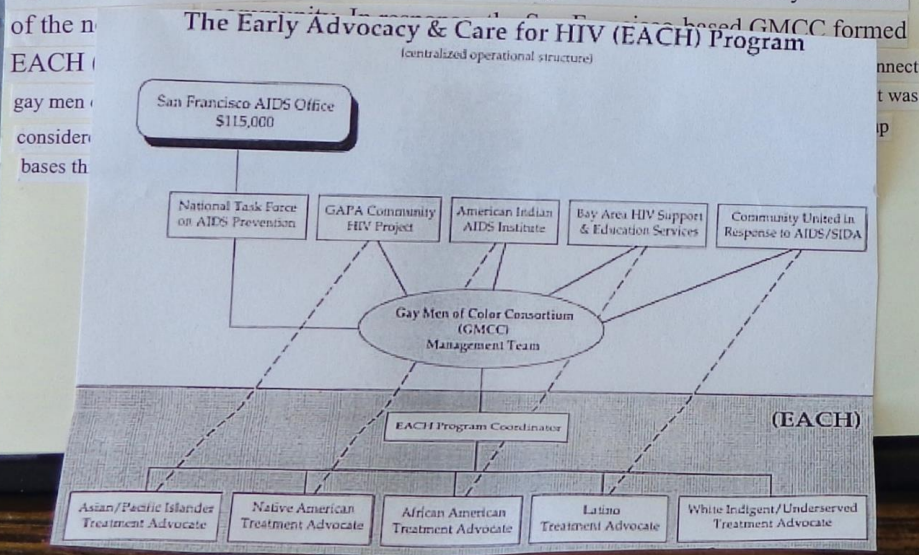 of the n
formed
EACH (
nnect
gay men
t was
consider
bases th
The Early Advocacy & Care for HIV (EACH) Program
(centralized operational structure)
San Francisco AIDS Office
$115,000
National Task Force
on AIDS Prevention
GAPA Community
HIV Project
American Indian
AIDS Institute
Bay Area HIV Support
& Education Services
Community United in
Response to AIDS/SIDA
Gay Men of Color Consortium
(GMCC)
Management Team
(EACH)
EACH Program Coordinator
Asian/Pacific Islander
Treatment Advocate
Native American
Treatment Advocate
African American
Treatment Advocate
Latino
Treatment Advocate
White Indigent/Underserved
Treatment Advocate